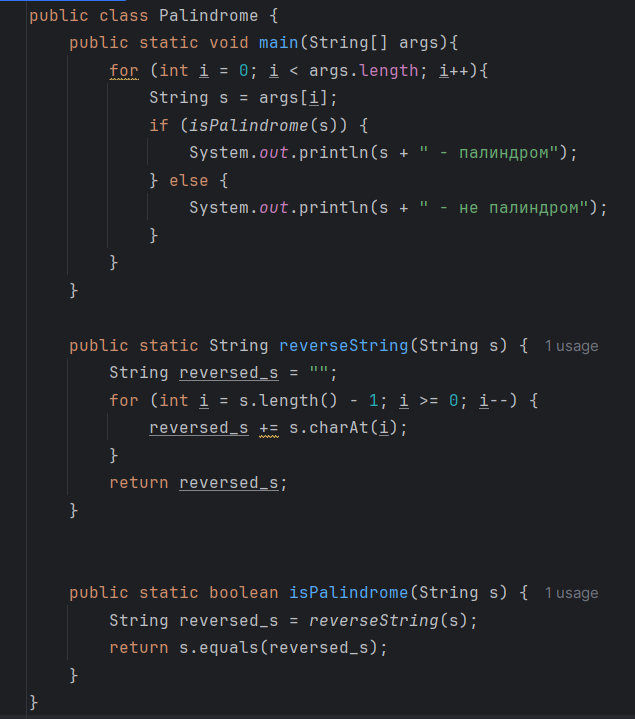 public class Palindrome {
    public static void main(String[] args){
        for (int i = 0; i < args.length; i++){
            String s = args[i];
            if (isPalindrome(s)) {
                System.out.println(s + " - палиндром");
            } else {
                System.out.println(s + " - не палиндром");
            }
        }
    }

    public static String reverseString(String s) { 1 usage
        String reversed_s = "";
        for (int i = s.length() - 1; i >= 0; i--) {
            reversed_s += s.charAt(i);
        }
        return reversed_s;
    }


    public static boolean isPalindrome(String s) { 1 usage
        String reversed_s = reverseString(s);
        return s.equals(reversed_s);
    }
}